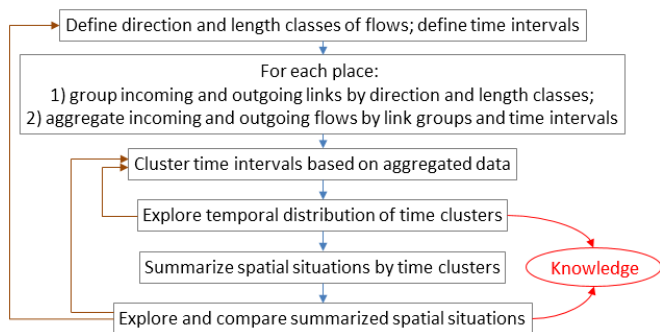 Define direction and length classes of flows; define time intervals
For each place:
1) group incoming and outgoing links by direction and length classes;
2) aggregate incoming and outgoing flows by link groups and time intervals
Cluster time intervals based on aggregated data
Explore temporal distribution of time clusters
Summarize spatial situations by time clusters
Knowledge
Explore and compare summarized spatial situations